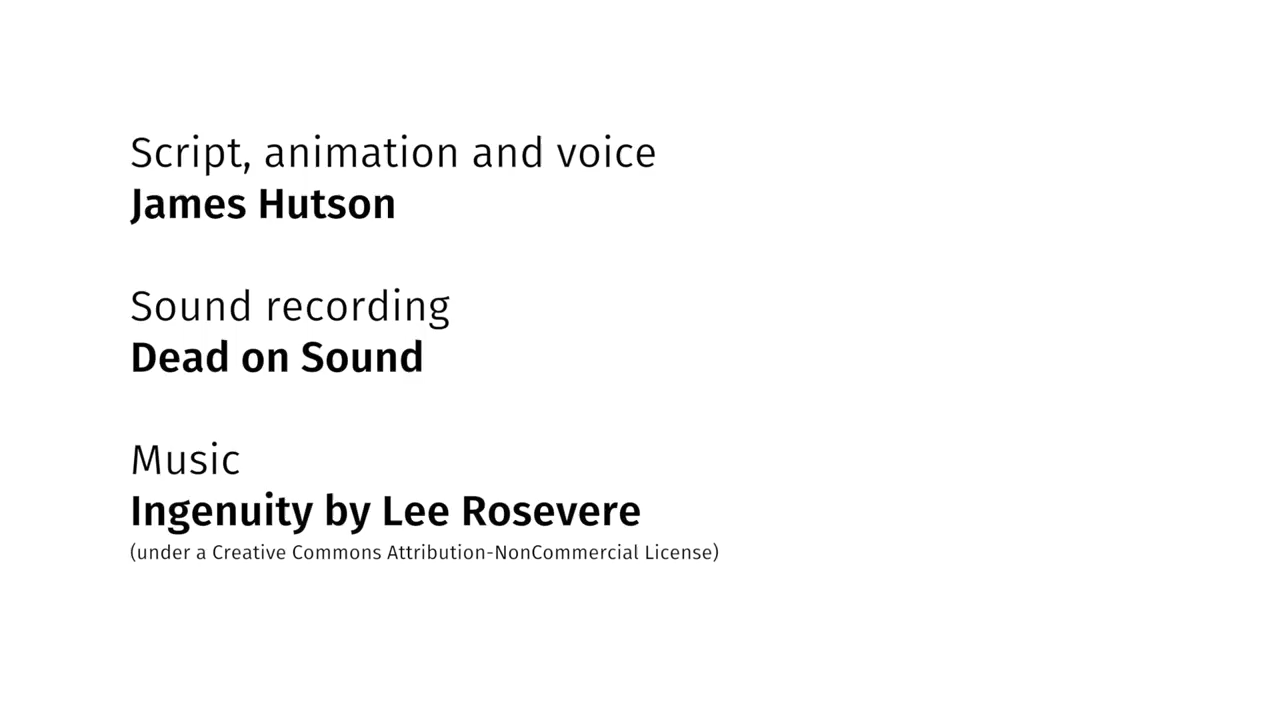 Script, animation and voice
James Hutson
Sound recording
Dead on Sound
Music
Ingenuity by Lee Rosevere
(under a Creative Commons Attribution-NonCommercial License)